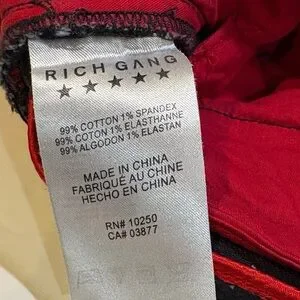 RICH GANG
99% COTTON 1% SPANDEX
99% COTON 1% ELASTHANNE
99% ALGODON 1% ELASTAN
MADE IN CHINA
FABRIQUÉ AU CHINE
HECHO EN CHINA
RN# 10250
CA# 03877